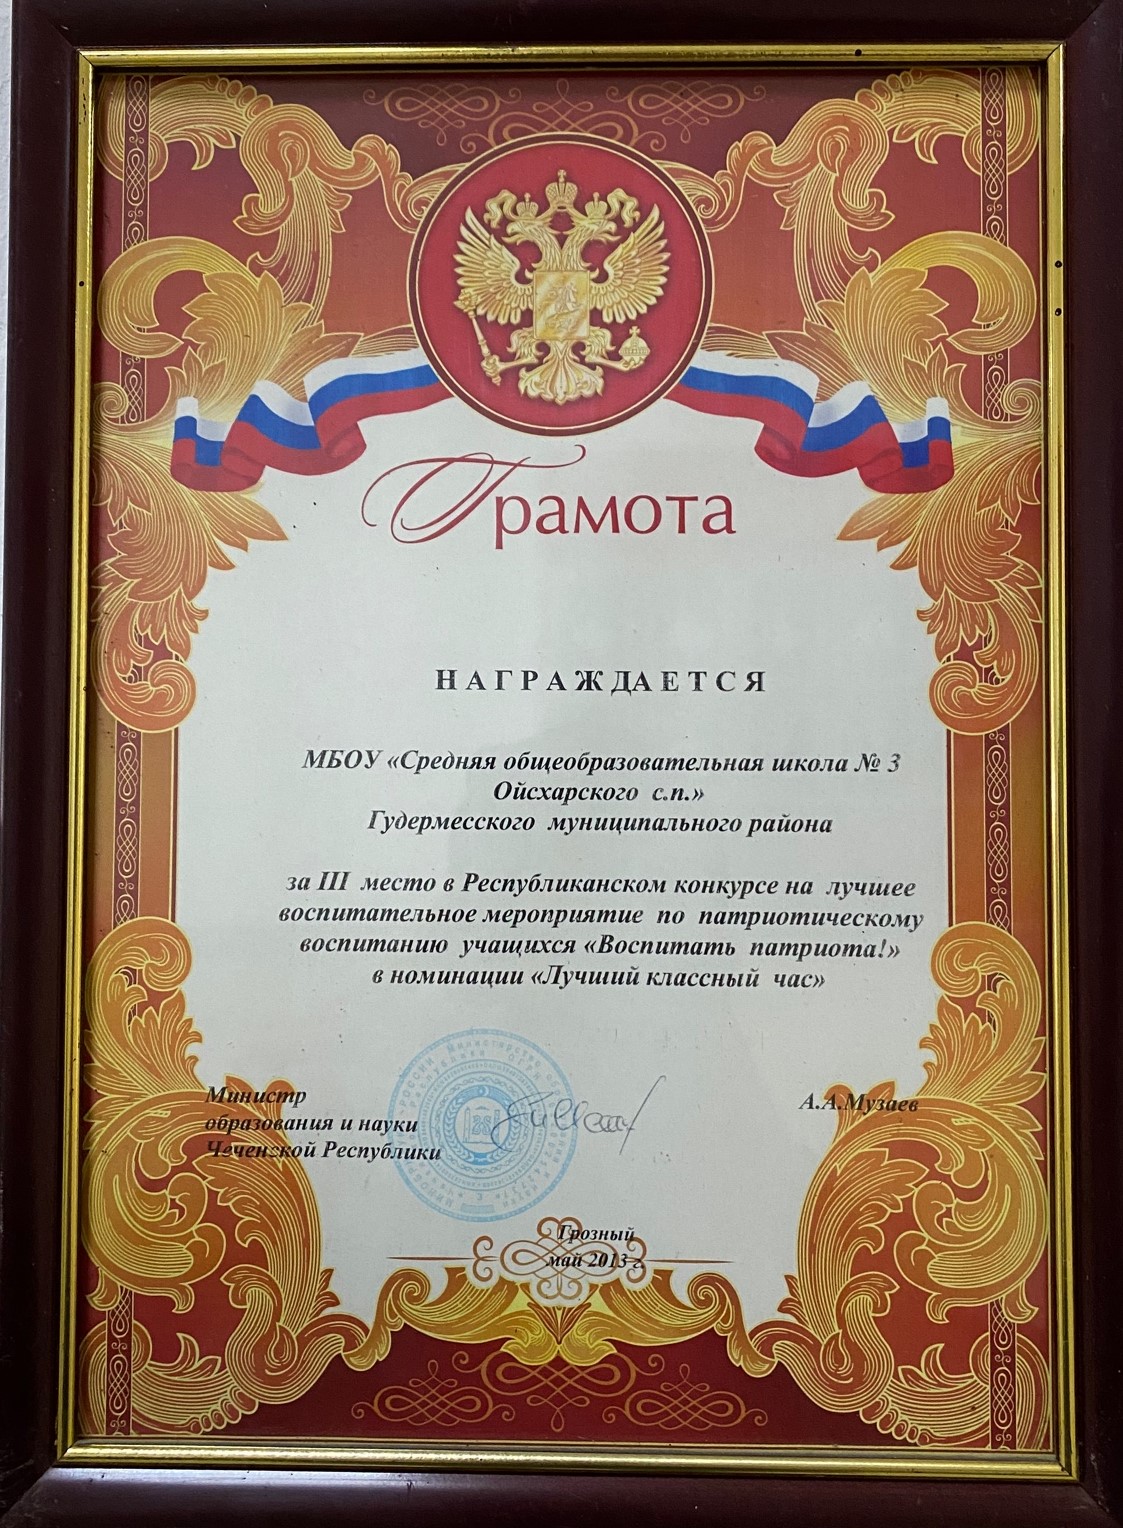 Грамота
НАГРАЖДАЕТСЯ
МБОУ «Средняя общеобразовательная школа № 3
Ойсхарского с.п.»
Гудермесского муниципального района
за III место в Республиканском конкурсе на лучшее
воспитательное мероприятие по патриотическому
воспитанию учащихся «Воспитать патриота!»
в номинации «Лучший классный час»
Министр
образования и науки
Чеченской Республики
А.А.Музаев
Грозный
май 2013 г.